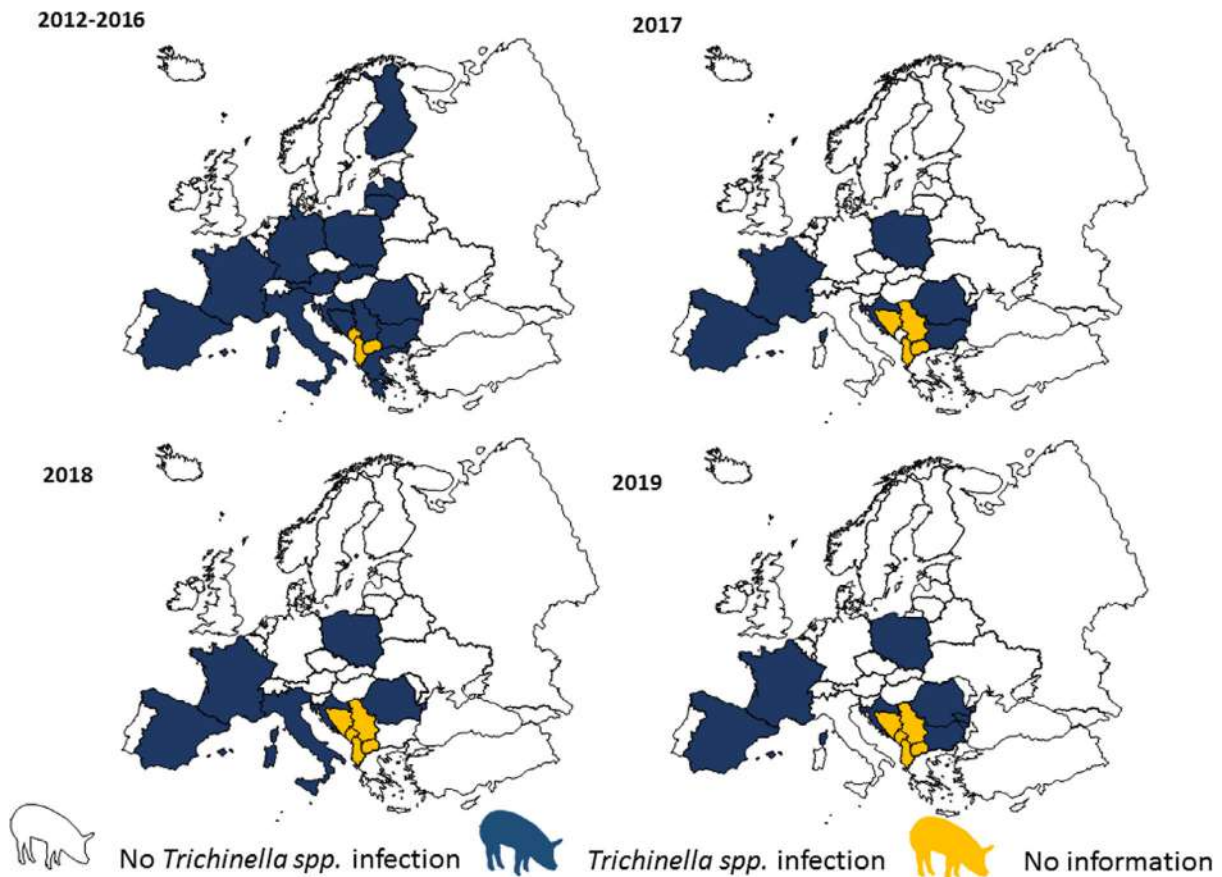 2012-2016
2017
2018
2019
No Trichinella spp. infection
Trichinella spp. infection
No information